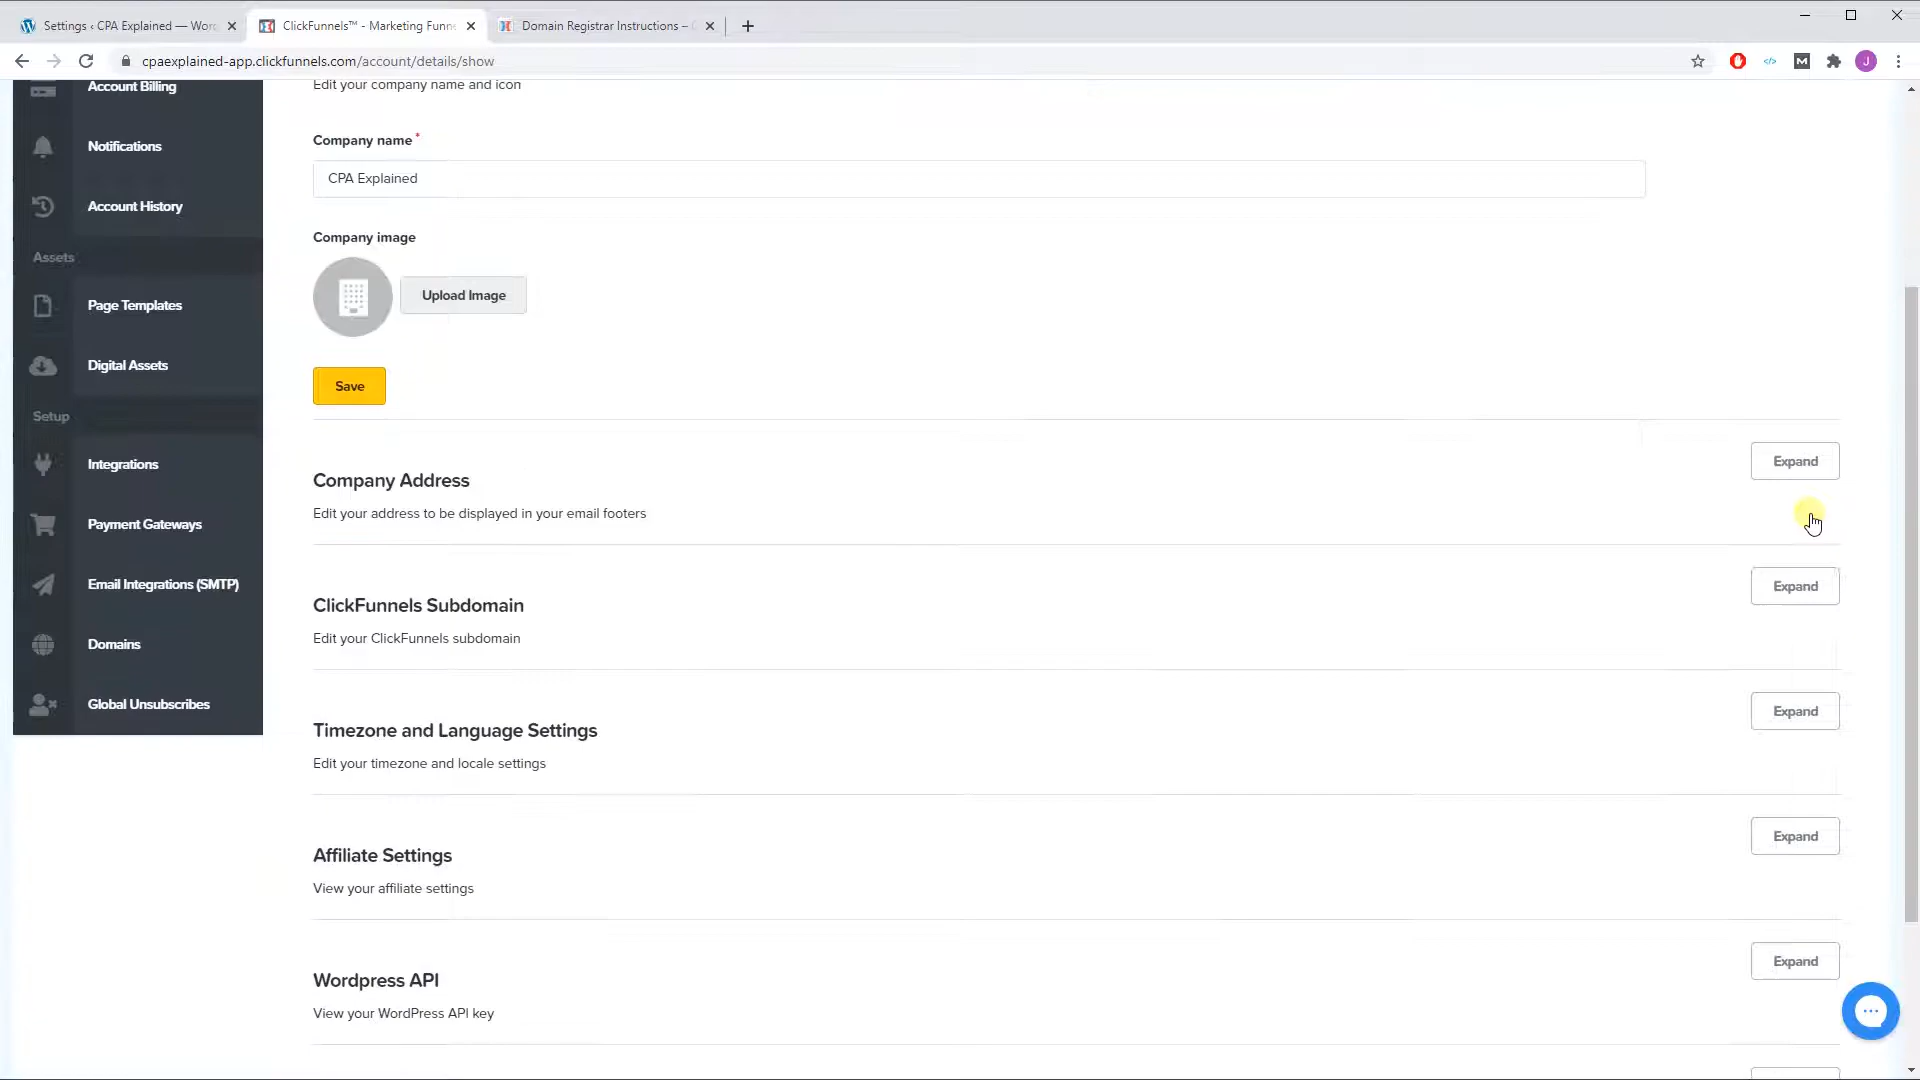 Settings ‹ CPA Explained — Wor
ClickFunnels™ - Marketing Funne
Domain Registrar Instructions –
cpaexplained-app.clickfunnels.com/account/details/show
J
Account Billing
Notifications
Account History
Assets
Page Templates
Digital Assets
Setup
Integrations
Payment Gateways
Email Integrations (SMTP)
Domains
Global Unsubscribes
Edit your company name and icon
Company name *
CPA Explained
Company image
Upload Image
Save
Company Address
Expand
Edit your address to be displayed in your email footers
ClickFunnels Subdomain
Expand
Edit your ClickFunnels subdomain
Timezone and Language Settings
Expand
Edit your timezone and locale settings
Affiliate Settings
Expand
View your affiliate settings
Wordpress API
Expand
View your WordPress API key